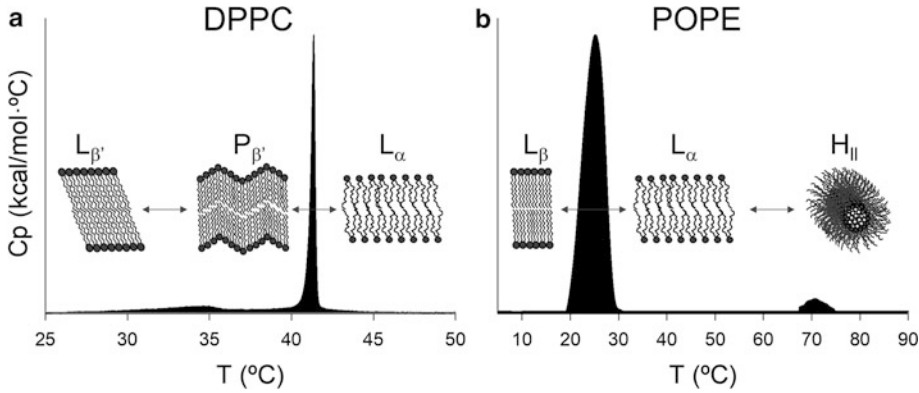 a DPPC
Cp (kcal/mol·ºC)
Lβ'
Pβ'
Lα
25 30 35 40 45 50
T (ºC)
b POPE
Lβ
Lα
HII
10 20 30 40 50 60 70 80 90
T (ºC)